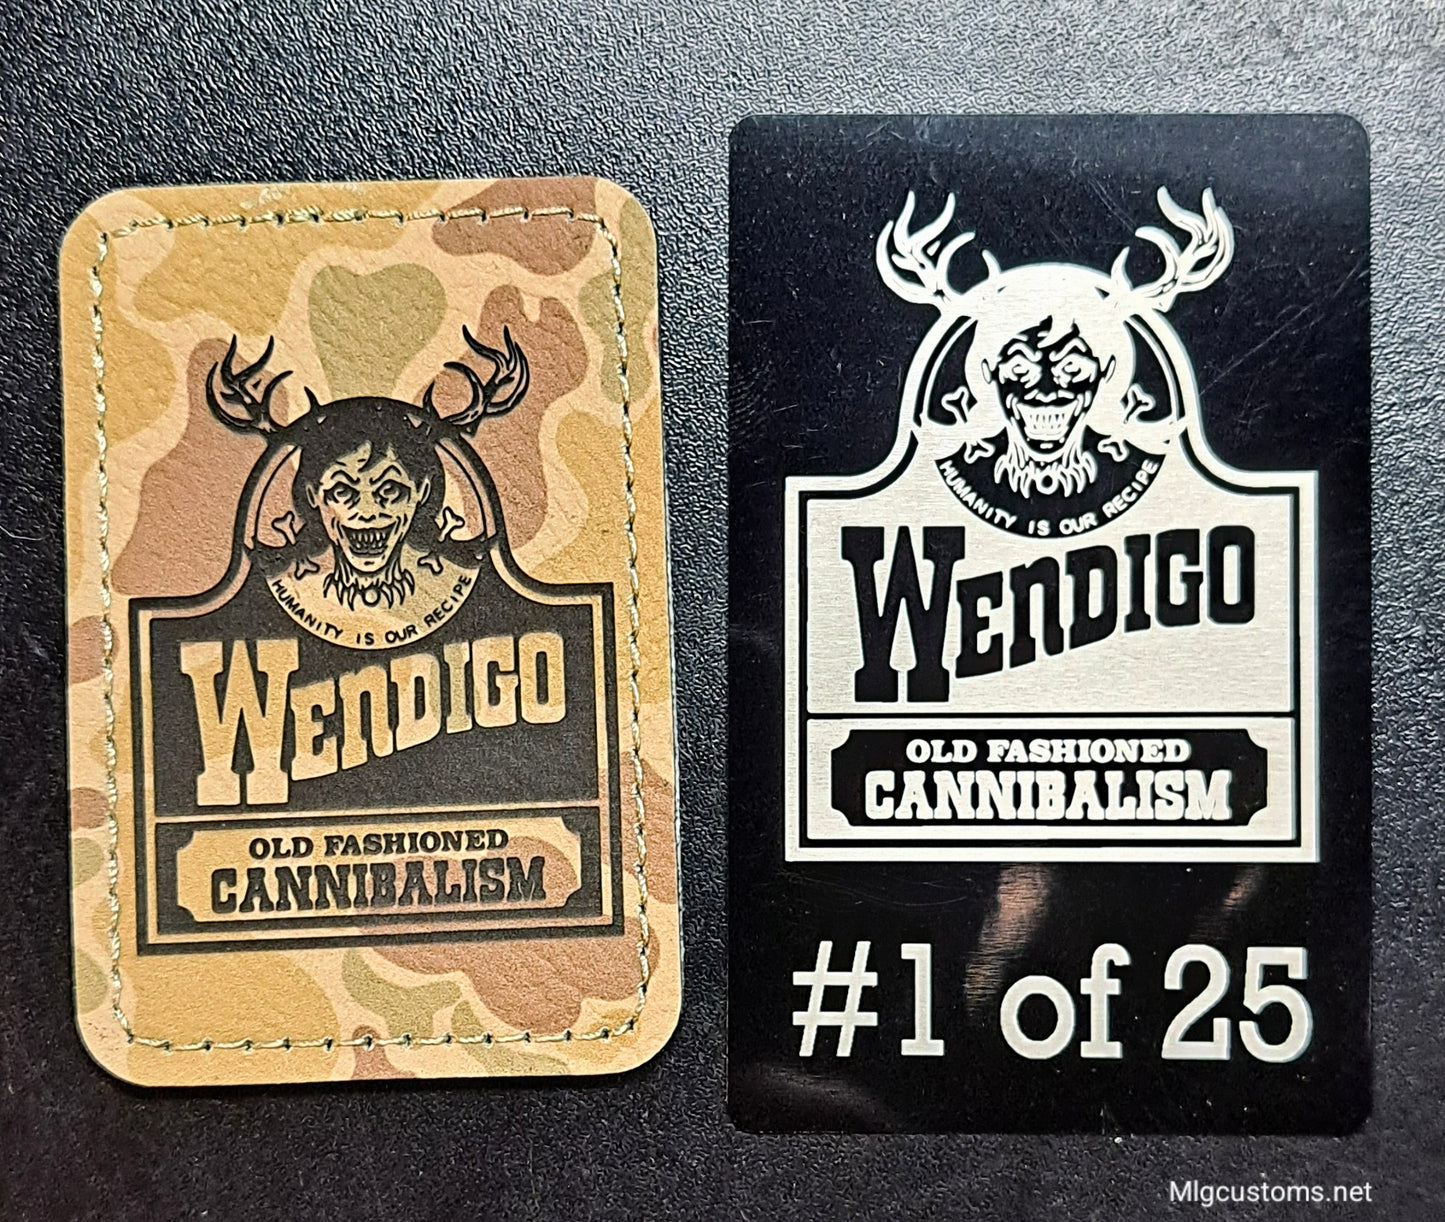 HUMANITY IS OUR RECIPE
WENDIGO
OLD FASHIONED
CANNIBALISM
HUMANITY IS OUR RECIPE
WENDIGO
OLD FASHIONED
CANNIBALISM
#1 of 25
Mlgcustoms.net